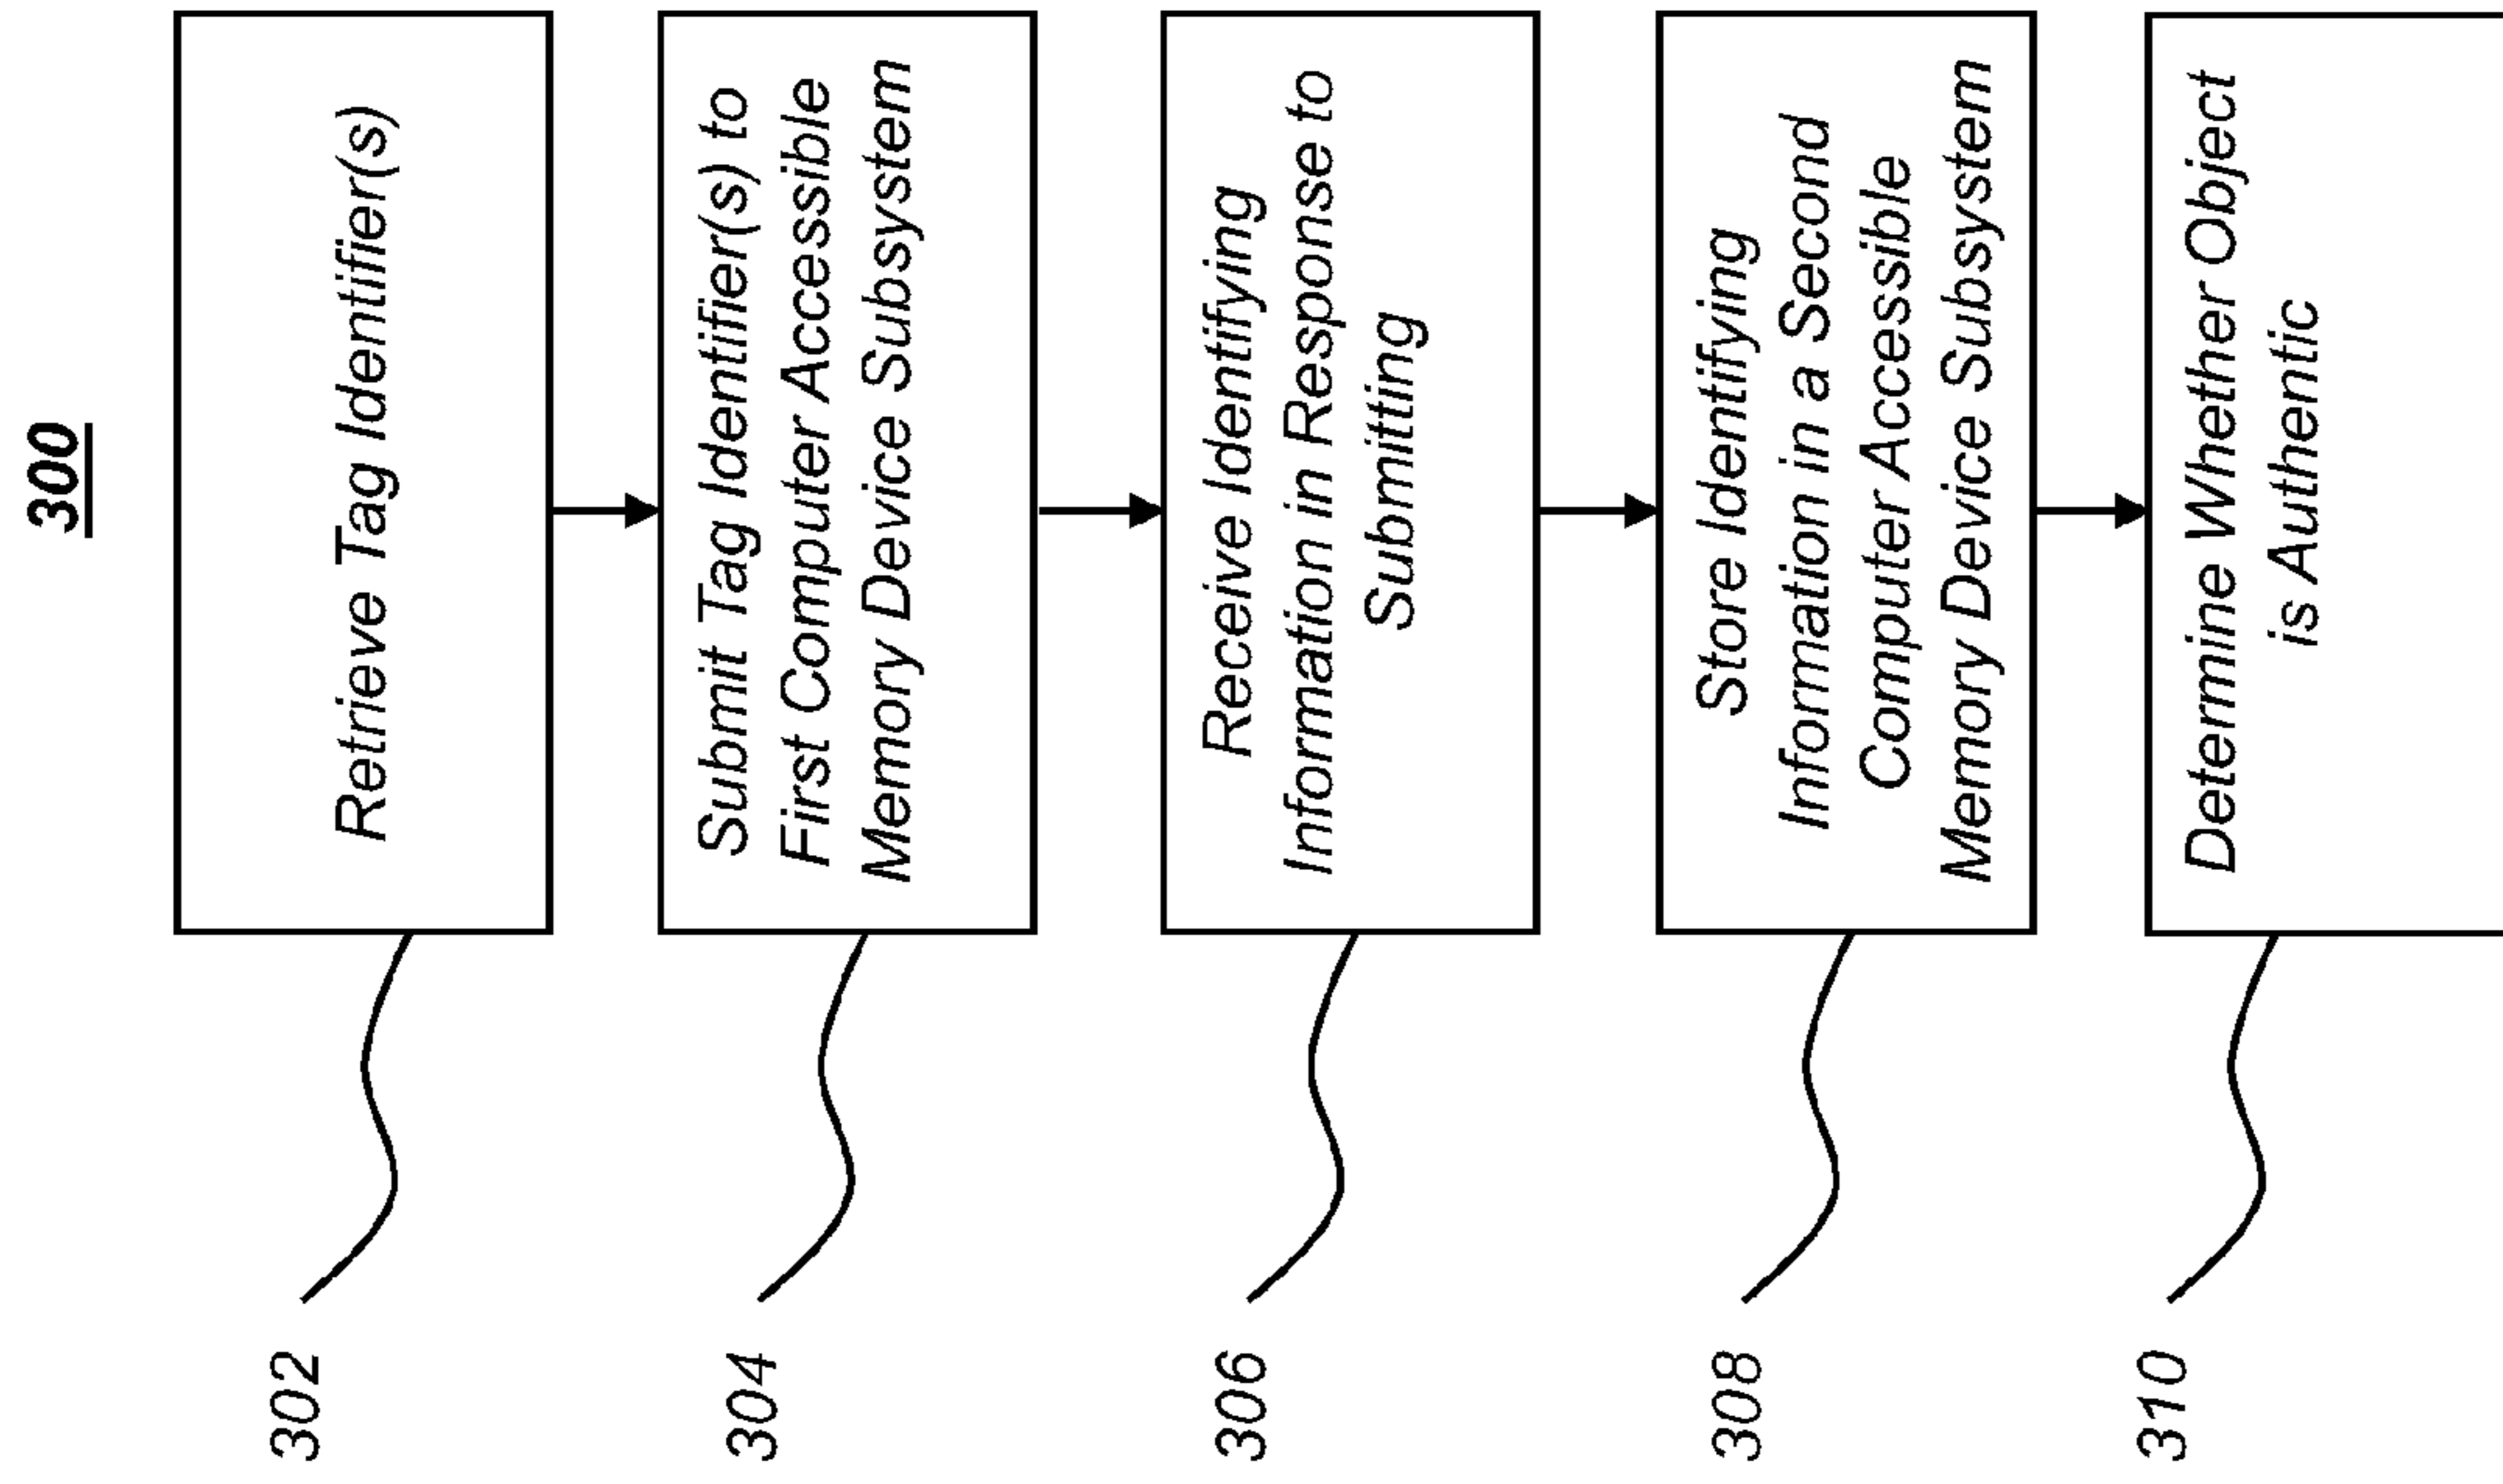 300
302
Retrieve Tag Identifier(s)
304
Submit Tag Identifier(s) to
First Computer Accessible
Memory Device Subsystem
306
Receive Identifying
Information in Response to
Submitting
308
Store Identifying
Information in a Second
Computer Accessible
Memory Device Subsystem
310
Determine Whether Object
is Authentic